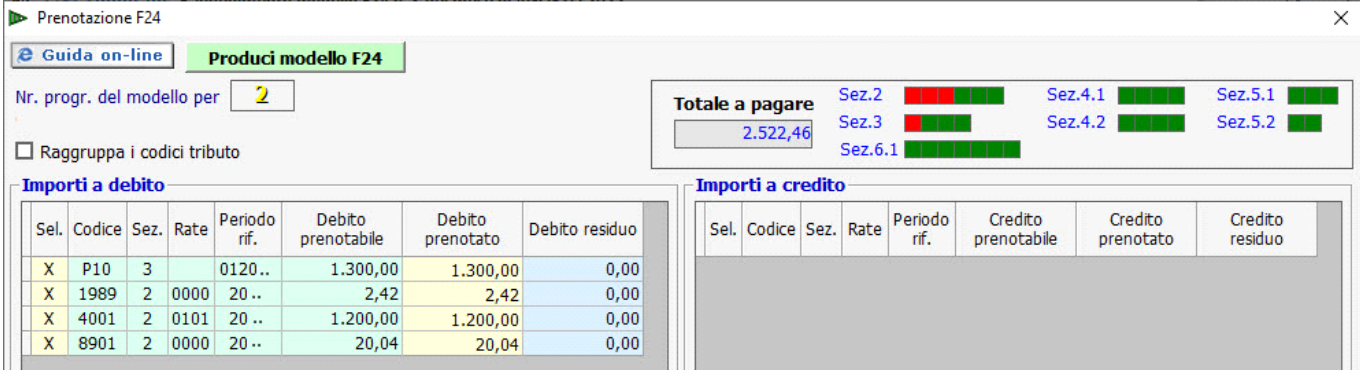 Prenotazione F24
Guida on-line
Produci modello F24
Nr. progr. del modello per 2
Raggruppa i codici tributo
Totale a pagare
2.522,46
Sez.2
Sez.3
Sez.6.1
Sez.4.1
Sez.4.2
Sez.5.1
Sez.5.2
Importi a debito
Sel. Codice Sez. Rate Periodo rif. Debito prenotabile Debito prenotato Debito residuo
X P10 3 0120.. 1.300,00 1.300,00 0,00
X 1989 2 0000 20.. 2,42 2,42 0,00
X 4001 2 0101 20.. 1.200,00 1.200,00 0,00
X 8901 2 0000 20.. 20,04 20,04 0,00
Importi a credito
Sel. Codice Sez. Rate Periodo rif. Credito prenotabile Credito prenotato Credito residuo